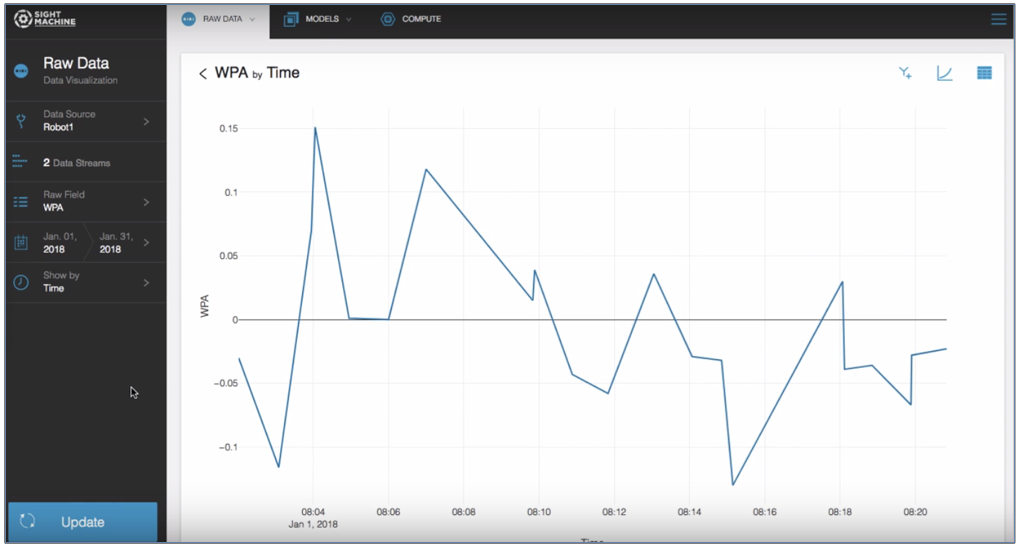 SIGHT
MACHINE
RAW DATA
MODELS
COMPUTE
Raw Data
Data Visualization
Data Source
Robot1
2 Data Streams
Raw Field
WPA
Jan. 01,
2018
Jan. 31,
2018
Show by
Time
Update
WPA by Time
0.15
0.1
0.05
0
−0.05
−0.1
WPA
08:04
08:06
08:08
08:10
08:12
08:14
08:16
08:18
08:20
Jan 1, 2018
Time